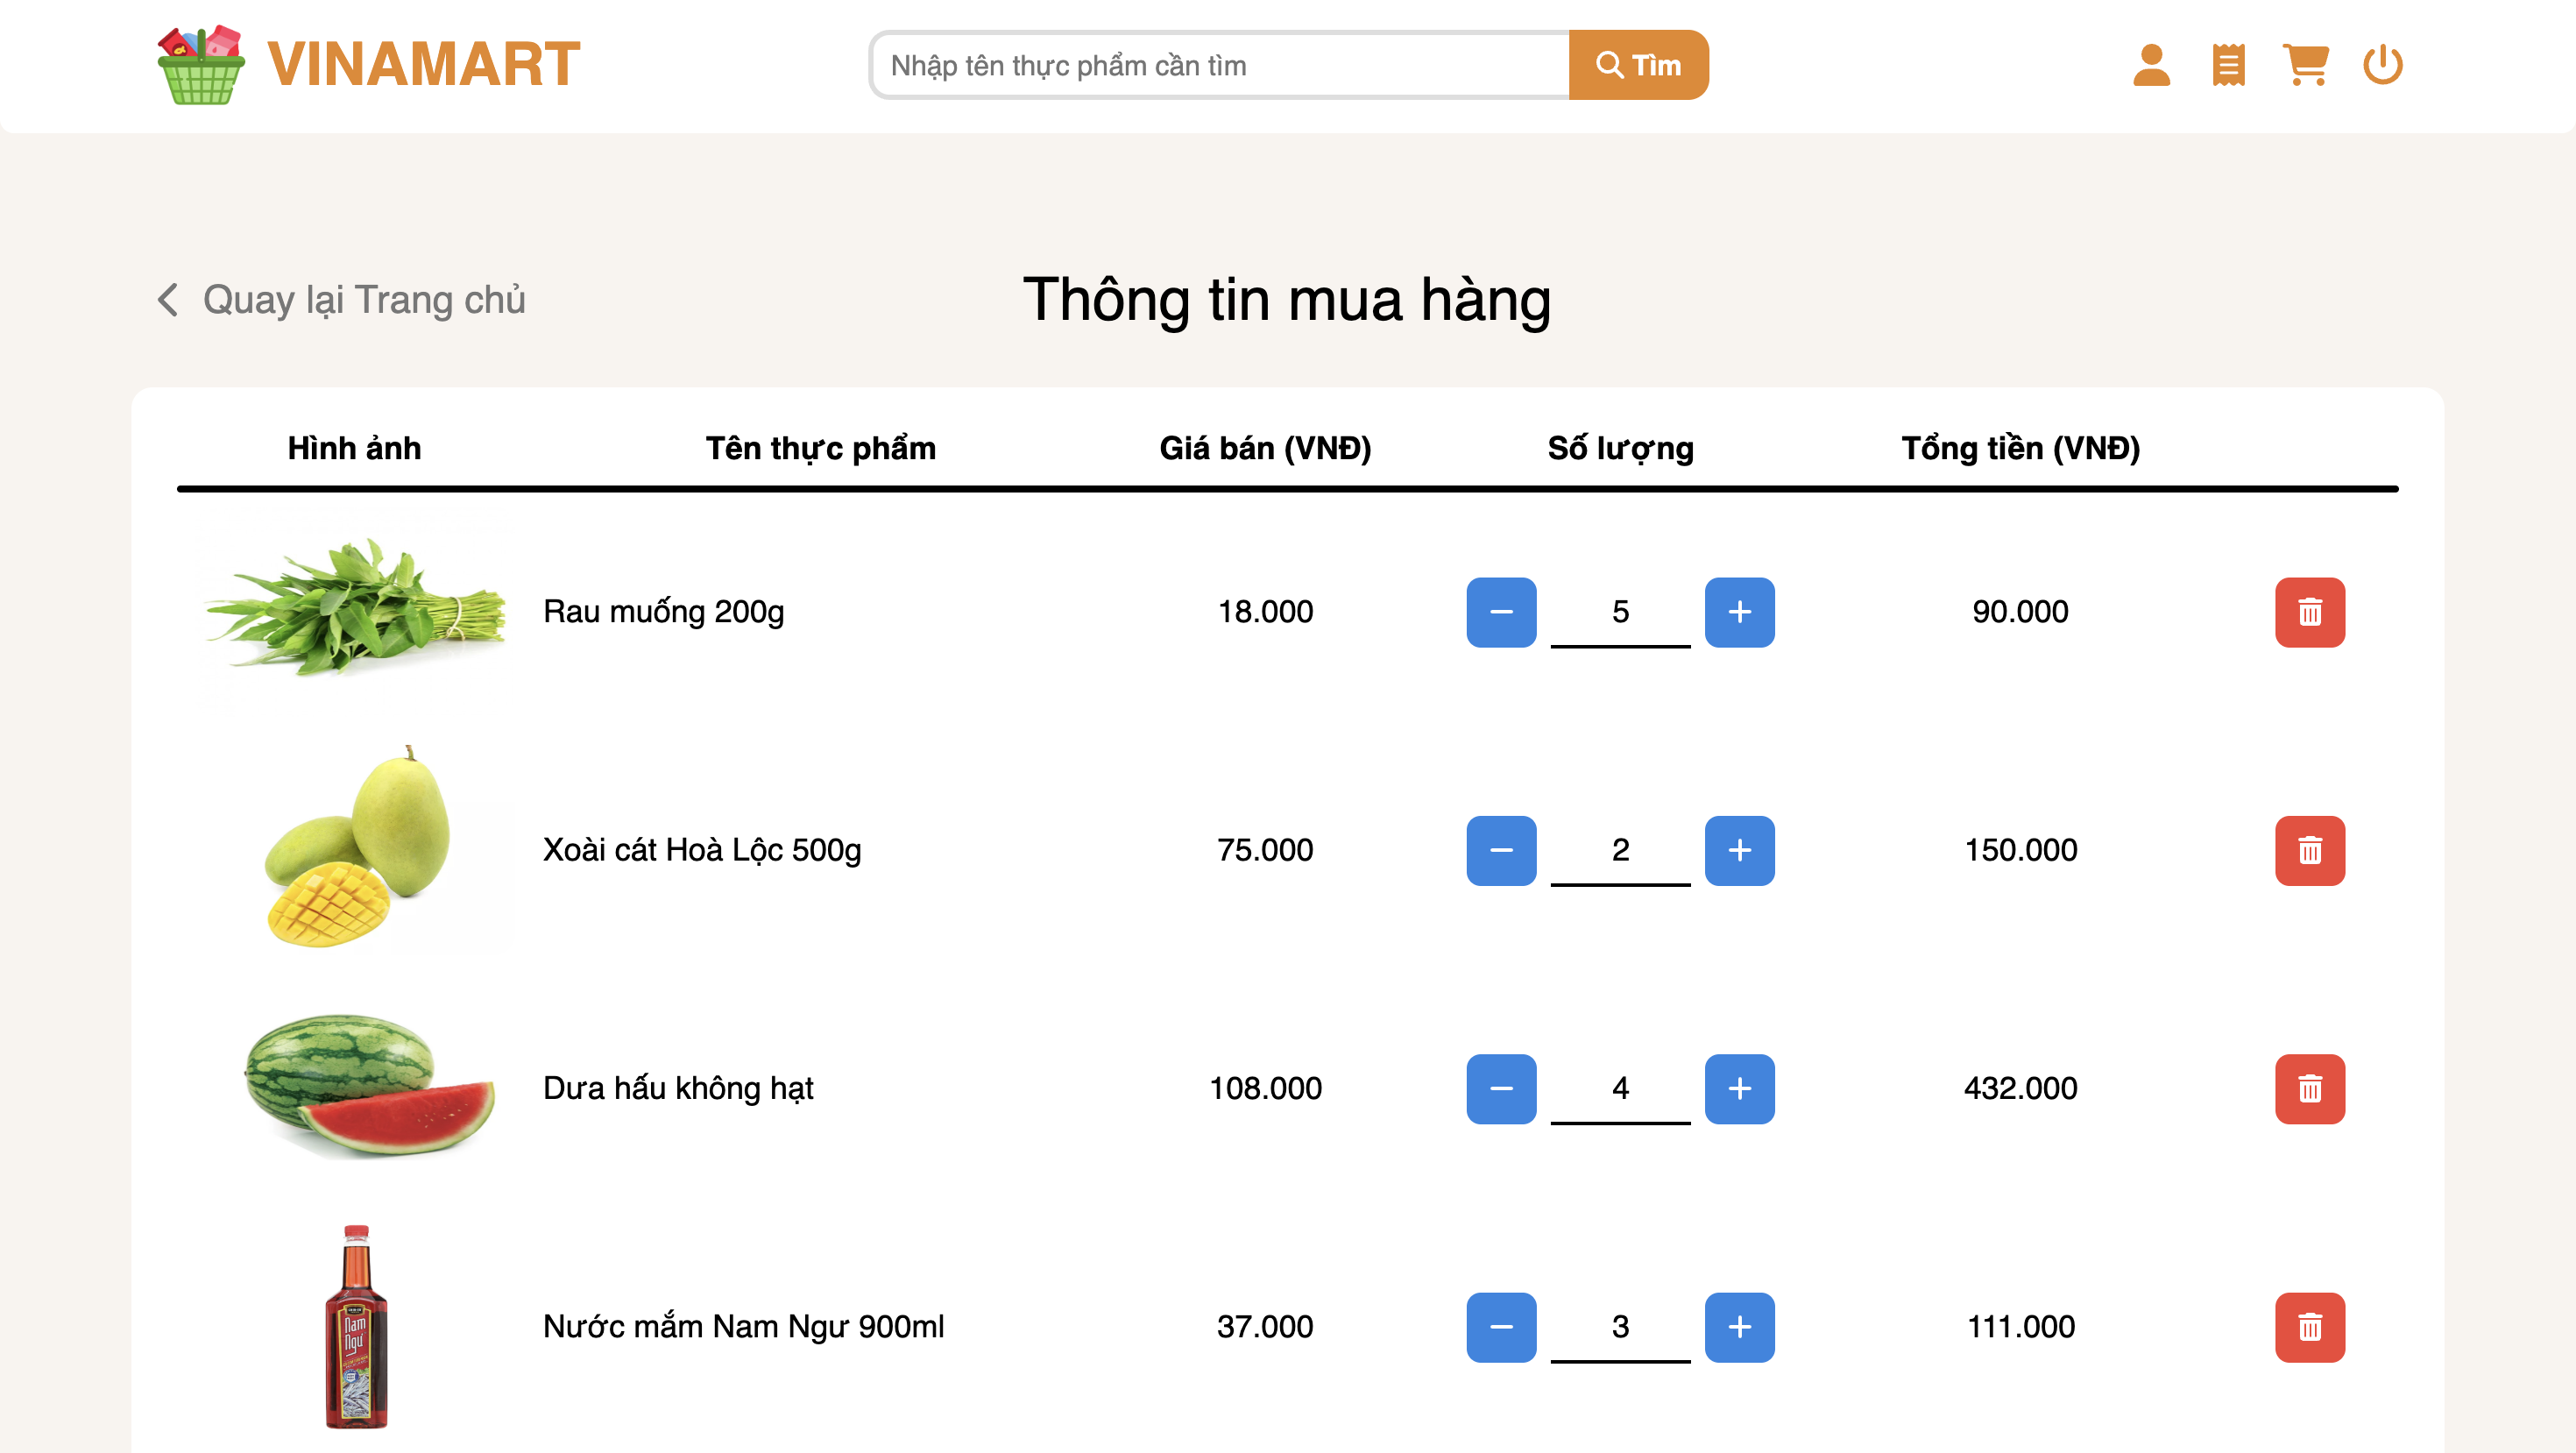 VINAMART
Nhập tên thực phẩm cần tìm
Tìm
Quay lại Trang chủ
Thông tin mua hàng
Hình ảnh Tên thực phẩm Giá bán (VNĐ) Số lượng Tổng tiền (VNĐ)
Rau muống 200g 18.000 5 90.000
Xoài cát Hoà Lộc 500g 75.000 2 150.000
Dưa hấu không hạt 108.000 4 432.000
Nước mắm Nam Ngư 900ml 37.000 3 111.000
Nam
Ngư